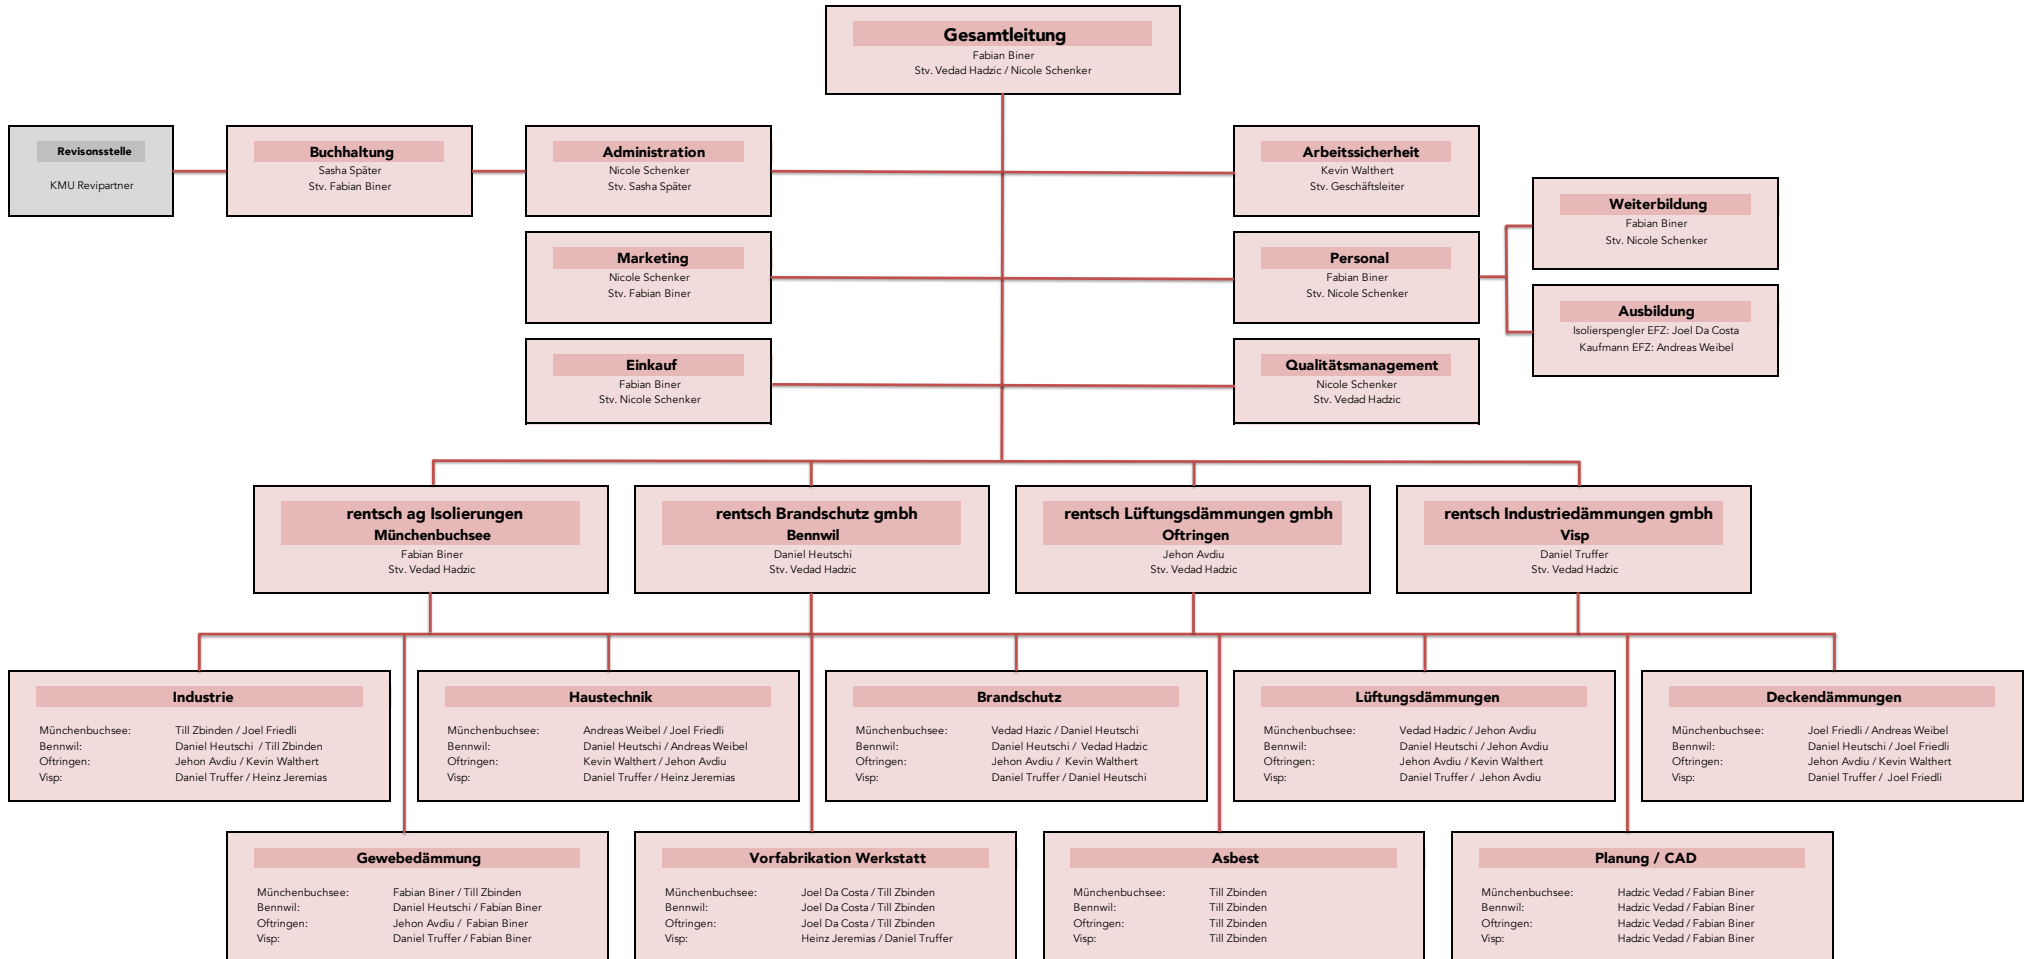 Gesamtleitung
Fabian Biner
Stv. Vedad Hadzic / Nicole Schenker
Revisonsstelle
KMU Revipartner
Buchhaltung
Sasha Später
Stv. Fabian Biner
Administration
Nicole Schenker
Stv. Sasha Später
Arbeitssicherheit
Kevin Walthert
Stv. Geschäftsleiter
Marketing
Nicole Schenker
Stv. Fabian Biner
Personal
Fabian Biner
Stv. Nicole Schenker
Weiterbildung
Fabian Biner
Stv. Nicole Schenker
Ausbildung
Isolierspengler EFZ: Joel Da Costa
Kaufmann EFZ: Andreas Weibel
Einkauf
Fabian Biner
Stv. Nicole Schenker
Qualitätsmanagement
Nicole Schenker
Stv. Vedad Hadzic
rentsch ag Isolierungen
Münchenbuchsee
Fabian Biner
Stv. Vedad Hadzic
rentsch Brandschutz gmbh
Bennwil
Daniel Heutschi
Stv. Vedad Hadzic
rentsch Lüftungsdämmungen gmbh
Oftringen
Jehon Avdiu
Stv. Vedad Hadzic
rentsch Industriedämmungen gmbh
Visp
Daniel Truffer
Stv. Vedad Hadzic
Industrie
Münchenbuchsee: Till Zbinden / Joel Friedli
Bennwil: Daniel Heutschi / Till Zbinden
Oftringen: Jehon Avdiu / Kevin Walthert
Visp: Daniel Truffer / Heinz Jeremias
Haustechnik
Münchenbuchsee: Andreas Weibel / Joel Friedli
Bennwil: Daniel Heutschi / Andreas Weibel
Oftringen: Kevin Walthert / Jehon Avdiu
Visp: Daniel Truffer / Heinz Jeremias
Brandschutz
Münchenbuchsee: Vedad Hazic / Daniel Heutschi
Bennwil: Daniel Heutschi / Vedad Hadzic
Oftringen: Jehon Avdiu / Kevin Walthert
Visp: Daniel Truffer / Daniel Heutschi
Lüftungsdämmungen
Münchenbuchsee: Vedad Hadzic / Jehon Avdiu
Bennwil: Daniel Heutschi / Jehon Avdiu
Oftringen: Jehon Avdiu / Kevin Walthert
Visp: Daniel Truffer / Jehon Avdiu
Deckendämmungen
Münchenbuchsee: Joel Friedli / Andreas Weibel
Bennwil: Daniel Heutschi / Joel Friedli
Oftringen: Jehon Avdiu / Kevin Walthert
Visp: Daniel Truffer / Joel Friedli
Gewebedämmung
Münchenbuchsee: Fabian Biner / Till Zbinden
Bennwil: Daniel Heutschi / Fabian Biner
Oftringen: Jehon Avdiu / Fabian Biner
Visp: Daniel Truffer / Fabian Biner
Vorfabrikation Werkstatt
Münchenbuchsee: Joel Da Costa / Till Zbinden
Bennwil: Joel Da Costa / Till Zbinden
Oftringen: Joel Da Costa / Till Zbinden
Visp: Heinz Jeremias / Daniel Truffer
Asbest
Münchenbuchsee: Till Zbinden
Bennwil: Till Zbinden
Oftringen: Till Zbinden
Visp: Till Zbinden
Planung / CAD
Münchenbuchsee: Hadzic Vedad / Fabian Biner
Bennwil: Hadzic Vedad / Fabian Biner
Oftringen: Hadzic Vedad / Fabian Biner
Visp: Hadzic Vedad / Fabian Biner